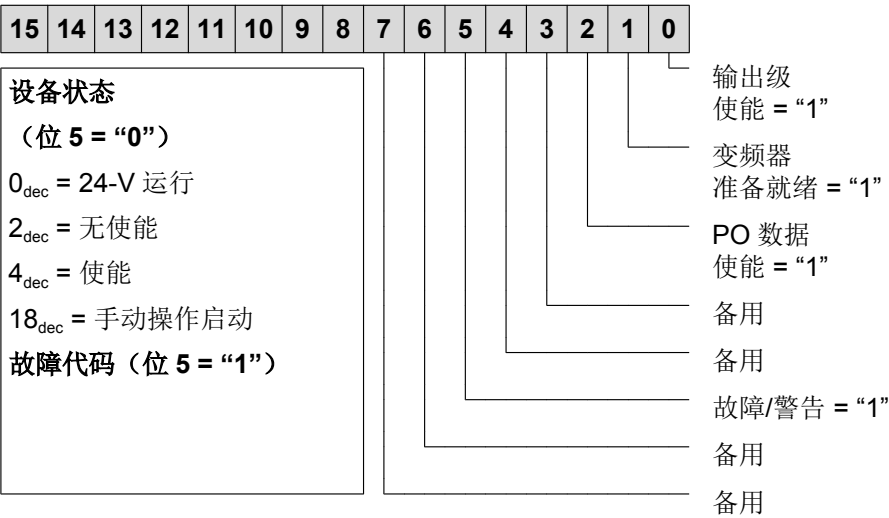 15 14 13 12 11 10 9 8 7 6 5 4 3 2 1 0
设备状态
（位 5 = “0”）
0dec = 24-V 运行
2dec = 无使能
4dec = 使能
18dec = 手动操作启动
故障代码（位 5 = “1”）
输出级
使能 = “1”
变频器
准备就绪 = “1”
PO 数据
使能 = “1”
备用
备用
故障/警告 = “1”
备用
备用